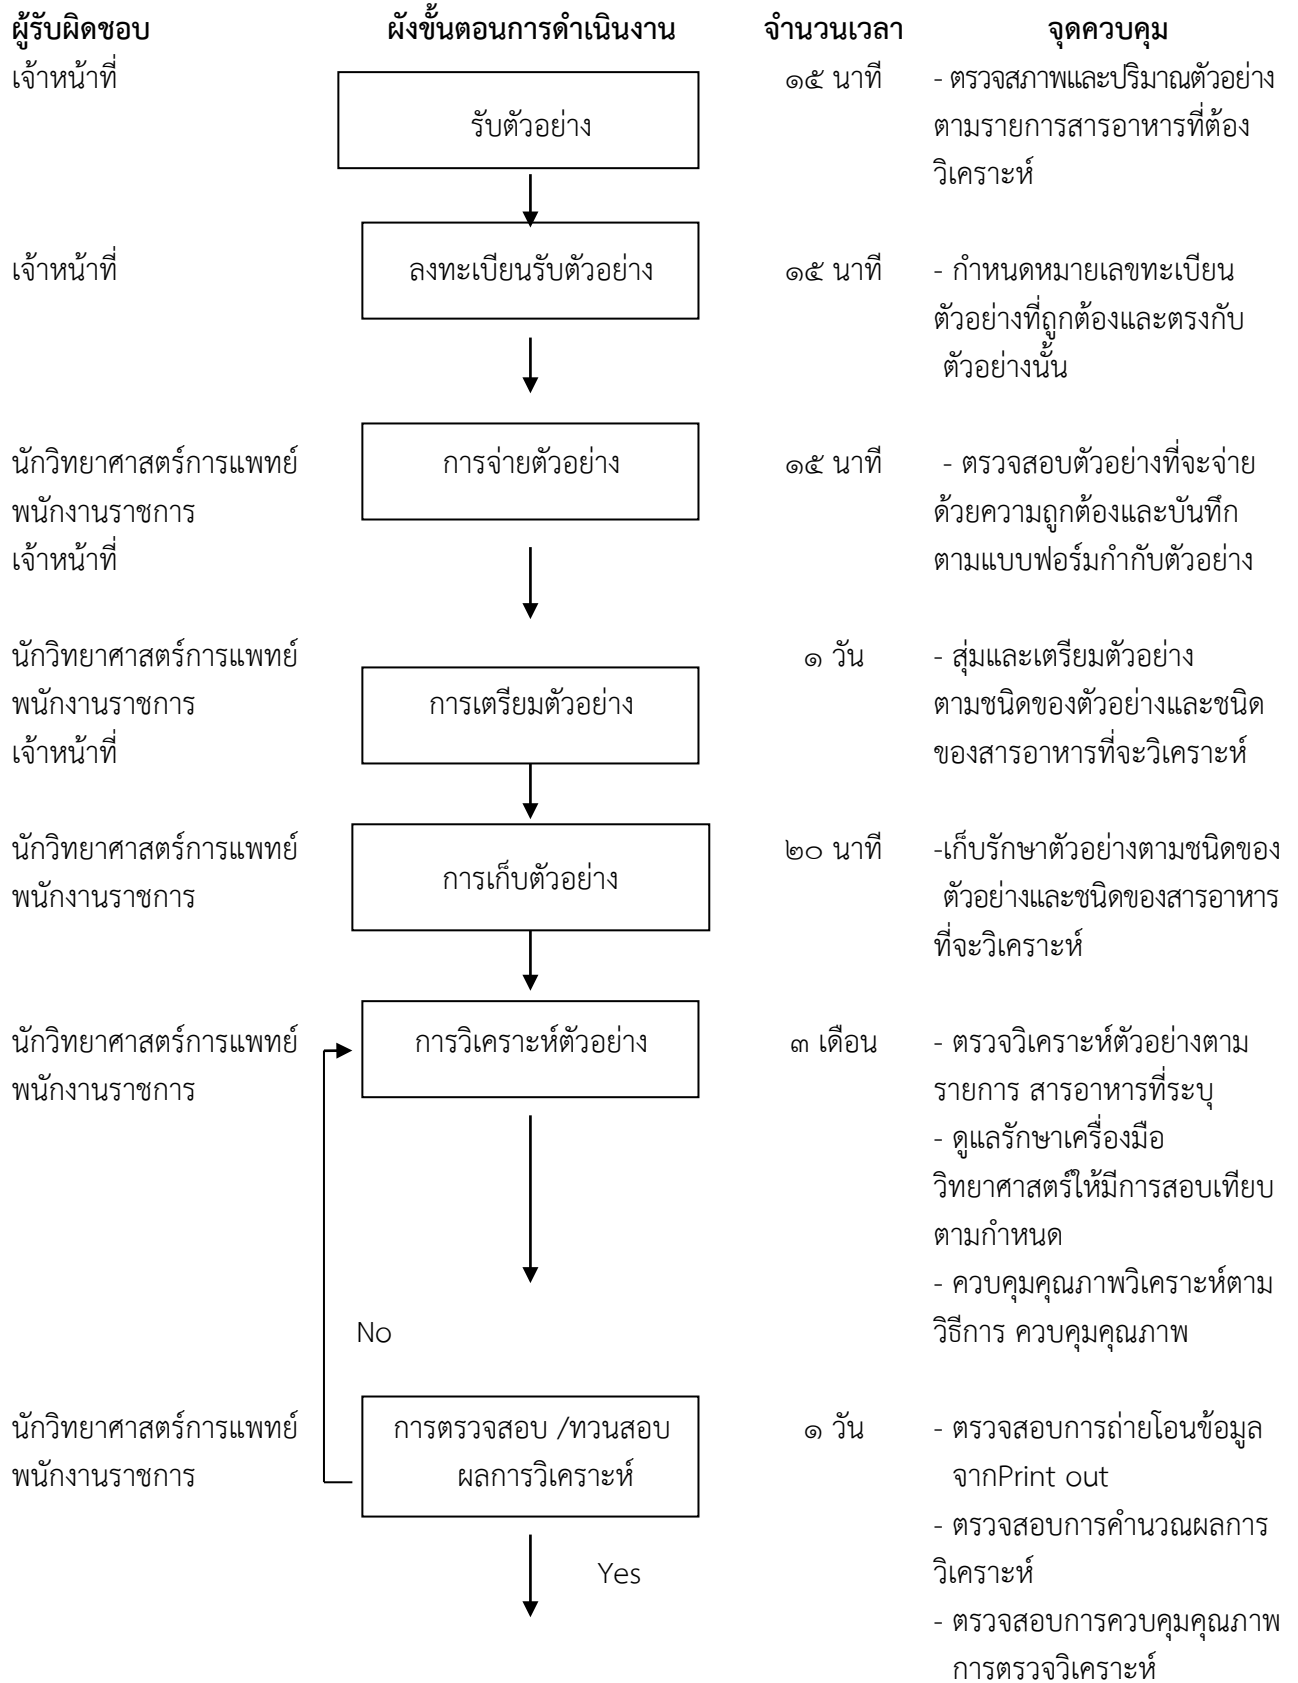 ผู้รับผิดชอบ ผังขั้นตอนการดำเนินงาน จำนวนเวลา จุดควบคุม
เจ้าหน้าที่ รับตัวอย่าง ๑๕ นาที - ตรวจสภาพและปริมาณตัวอย่าง
ตามรายการสารอาหารที่ต้อง
วิเคราะห์
เจ้าหน้าที่ ลงทะเบียนรับตัวอย่าง ๑๕ นาที - กำหนดหมายเลขทะเบียน
ตัวอย่างที่ถูกต้องและตรงกับ
ตัวอย่างนั้น
นักวิทยาศาสตร์การแพทย์ การจ่ายตัวอย่าง ๑๕ นาที - ตรวจสอบตัวอย่างที่จะจ่าย
พนักงานราชการ ด้วยความถูกต้องและบันทึก
เจ้าหน้าที่ ตามแบบฟอร์มกำกับตัวอย่าง
นักวิทยาศาสตร์การแพทย์ ๑ วัน - สุ่มและเตรียมตัวอย่าง
พนักงานราชการ การเตรียมตัวอย่าง ตามชนิดของตัวอย่างและชนิด
เจ้าหน้าที่ ของสารอาหารที่จะวิเคราะห์
นักวิทยาศาสตร์การแพทย์ ๒๐ นาที -เก็บรักษาตัวอย่างตามชนิดของ
พนักงานราชการ การเก็บตัวอย่าง ตัวอย่างและชนิดของสารอาหาร
ที่จะวิเคราะห์
นักวิทยาศาสตร์การแพทย์ การวิเคราะห์ตัวอย่าง ๓ เดือน - ตรวจวิเคราะห์ตัวอย่างตาม
พนักงานราชการ รายการ สารอาหารที่ระบุ
- ดูแลรักษาเครื่องมือ
วิทยาศาสตร์ให้มีการสอบเทียบ
ตามกำหนด
- ควบคุมคุณภาพวิเคราะห์ตาม
No วิธีการ ควบคุมคุณภาพ
นักวิทยาศาสตร์การแพทย์ การตรวจสอบ /ทวนสอบ ๑ วัน - ตรวจสอบการถ่ายโอนข้อมูล
พนักงานราชการ ผลการวิเคราะห์ จากPrint out
- ตรวจสอบการคำนวณผลการ
Yes วิเคราะห์
- ตรวจสอบการควบคุมคุณภาพ
การตรวจวิเคราะห์